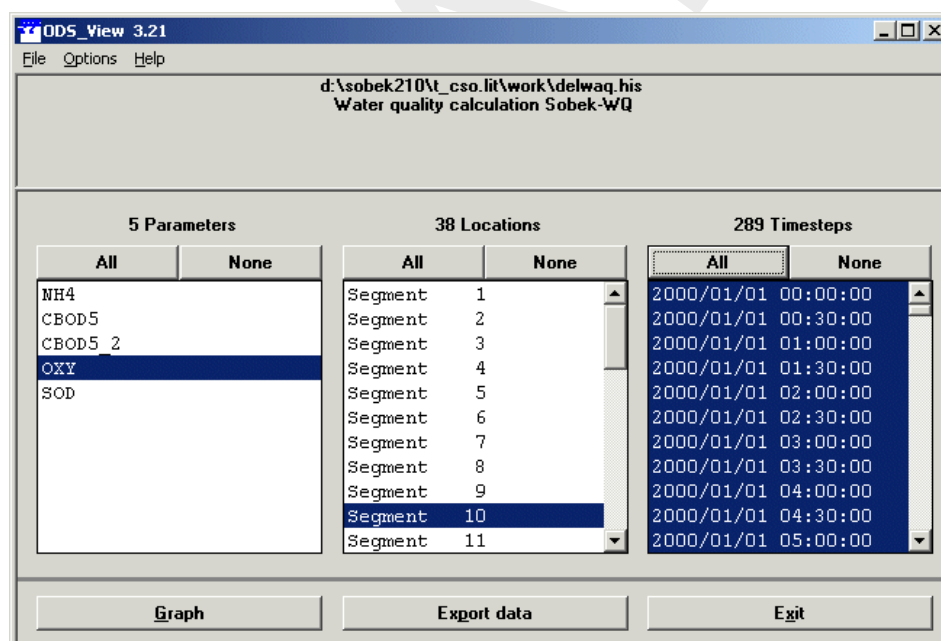 ODS_View 3.21
File Options Help
d:\sobek210\t_cso.lit\work\delwaq.his
Water quality calculation Sobek-WQ
5 Parameters
All None
NH4
CBOD5
CBOD5_2
OXY
SOD
38 Locations
All None
Segment 1
Segment 2
Segment 3
Segment 4
Segment 5
Segment 6
Segment 7
Segment 8
Segment 9
Segment 10
Segment 11
289 Timesteps
All None
2000/01/01 00:00:00
2000/01/01 00:30:00
2000/01/01 01:00:00
2000/01/01 01:30:00
2000/01/01 02:00:00
2000/01/01 02:30:00
2000/01/01 03:00:00
2000/01/01 03:30:00
2000/01/01 04:00:00
2000/01/01 04:30:00
2000/01/01 05:00:00
Graph Export data Exit